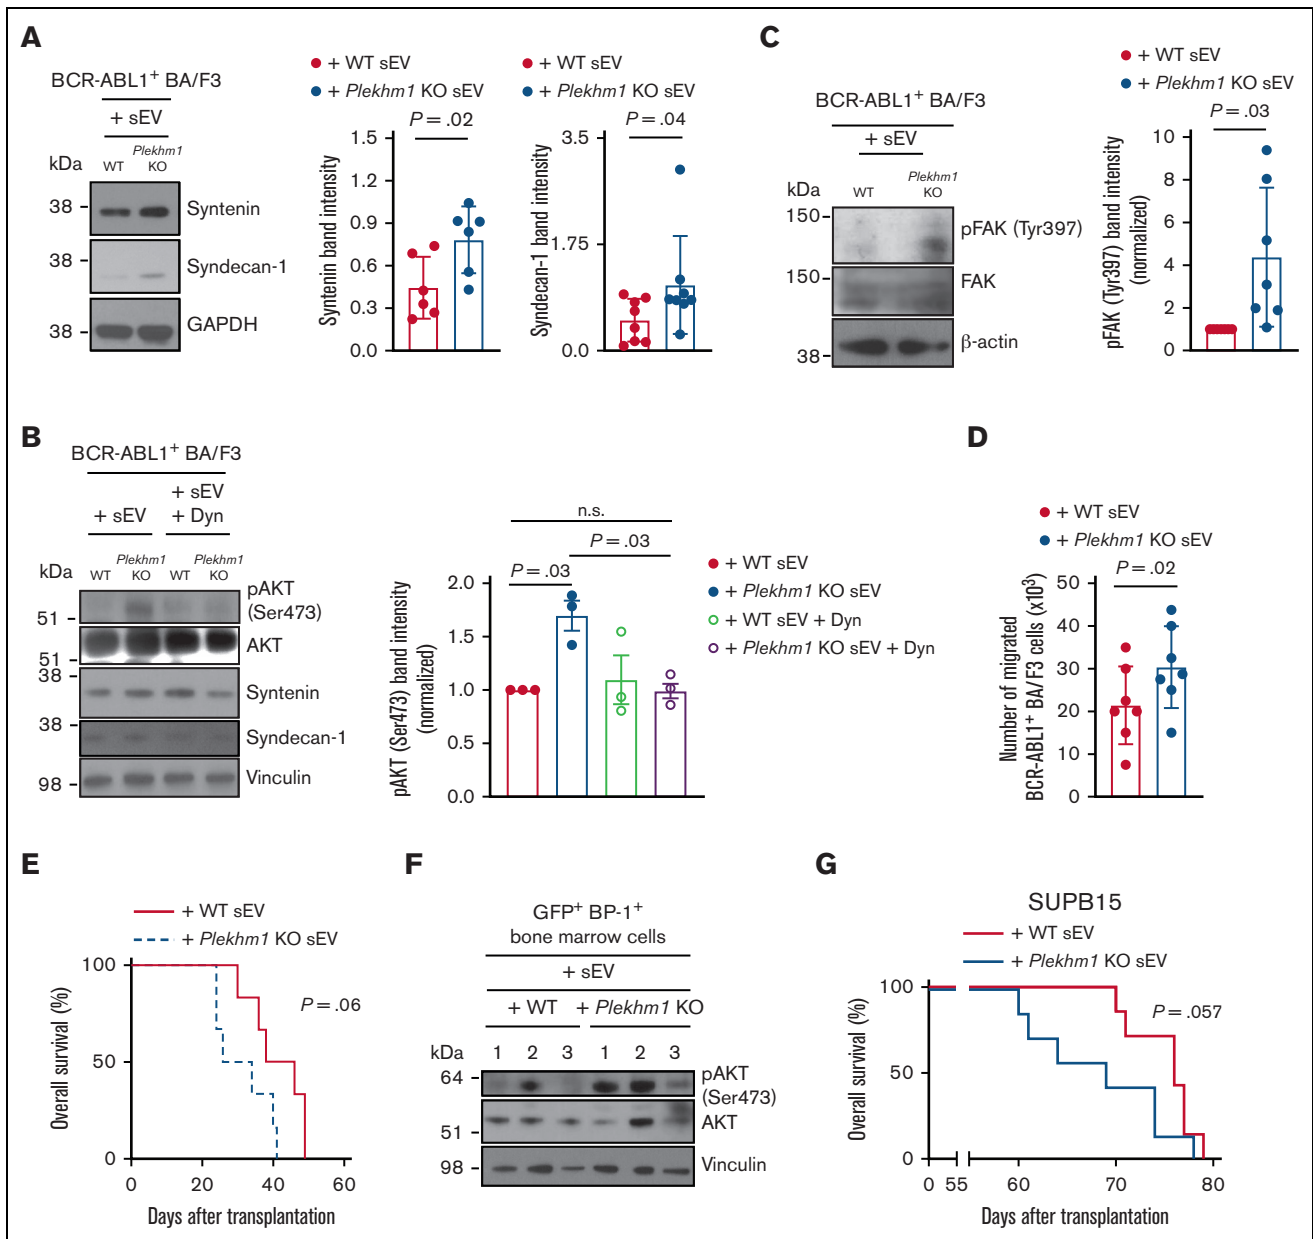 A
BCR-ABL1+ BA/F3
+ sEV
kDa
WT
Plekhm1
KO
38
Syntenin
38
Syndecan-1
38
GAPDH
+ WT sEV
+ Plekhm1 KO sEV
P = .02
Syntenin band intensity
1.5
1.2
0.9
0.6
0.3
0.0
+ WT sEV
+ Plekhm1 KO sEV
P = .04
Syndecan-1 band intensity
3.5
1.75
0.0
C
BCR-ABL1+ BA/F3
+ sEV
kDa
WT
Plekhm1
KO
150
pFAK (Tyr397)
150
FAK
38
β-actin
+ WT sEV
+ Plekhm1 KO sEV
P = .03
pFAK (Tyr397) band intensity
(normalized)
10
8
6
4
2
0
B
BCR-ABL1+ BA/F3
+ sEV
+ sEV
+ Dyn
kDa
WT
Plekhm1
KO
WT
Plekhm1
KO
51
pAKT
(Ser473)
51
AKT
38
Syntenin
38
Syndecan-1
98
Vinculin
n.s.
P = .03
P = .03
pAKT (Ser473) band intensity
(normalized)
2.0
1.5
1.0
0.5
0.0
+ WT sEV
+ Plekhm1 KO sEV
+ WT sEV + Dyn
+ Plekhm1 KO sEV + Dyn
D
+ WT sEV
+ Plekhm1 KO sEV
P = .02
Number of migrated
BCR-ABL1+ BA/F3 cells (x10³)
50
40
30
20
10
0
E
+ WT sEV
+ Plekhm1 KO sEV
P = .06
Overall survival (%)
100
50
0
0 20 40 60
Days after transplantation
F
GFP+ BP-1+
bone marrow cells
+ sEV
+ WT + Plekhm1 KO
kDa 1 2 3 1 2 3
64
pAKT
(Ser473)
51
AKT
98
Vinculin
G
SUPB15
+ WT sEV
+ Plekhm1 KO sEV
P = .057
Overall survival (%)
100
50
0
0 55 60 70 80
Days after transplantation